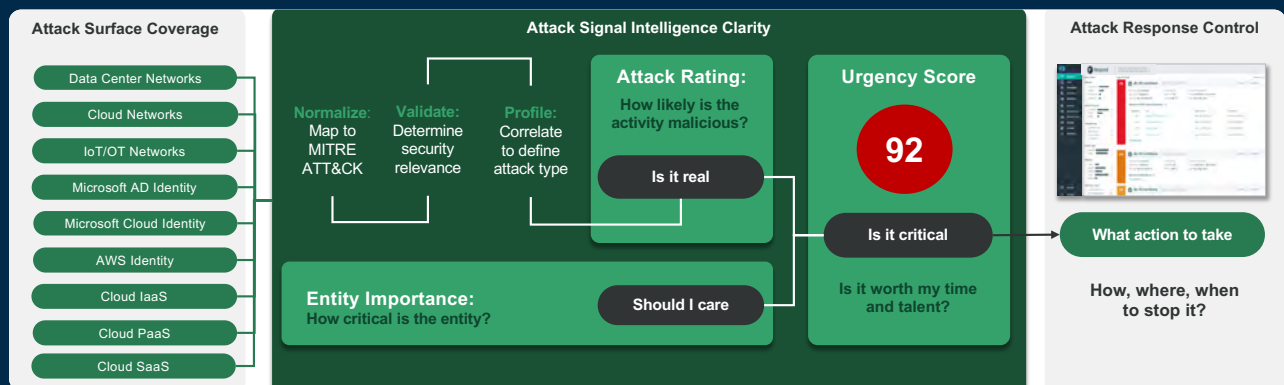 Attack Surface Coverage
Data Center Networks
Cloud Networks
IoT/OT Networks
Microsoft AD Identity
Microsoft Cloud Identity
AWS Identity
Cloud IaaS
Cloud PaaS
Cloud SaaS
Attack Signal Intelligence Clarity
Normalize:
Map to
MITRE
ATT&CK
Validate:
Determine
security
relevance
Profile:
Correlate
to define
attack type
Attack Rating:
How likely is the
activity malicious?
Is it real
Entity Importance:
How critical is the entity?
Should I care
Urgency Score
92
Is it critical
Is it worth my time
and talent?
Attack Response Control
Respond
What action to take
How, where, when
to stop it?